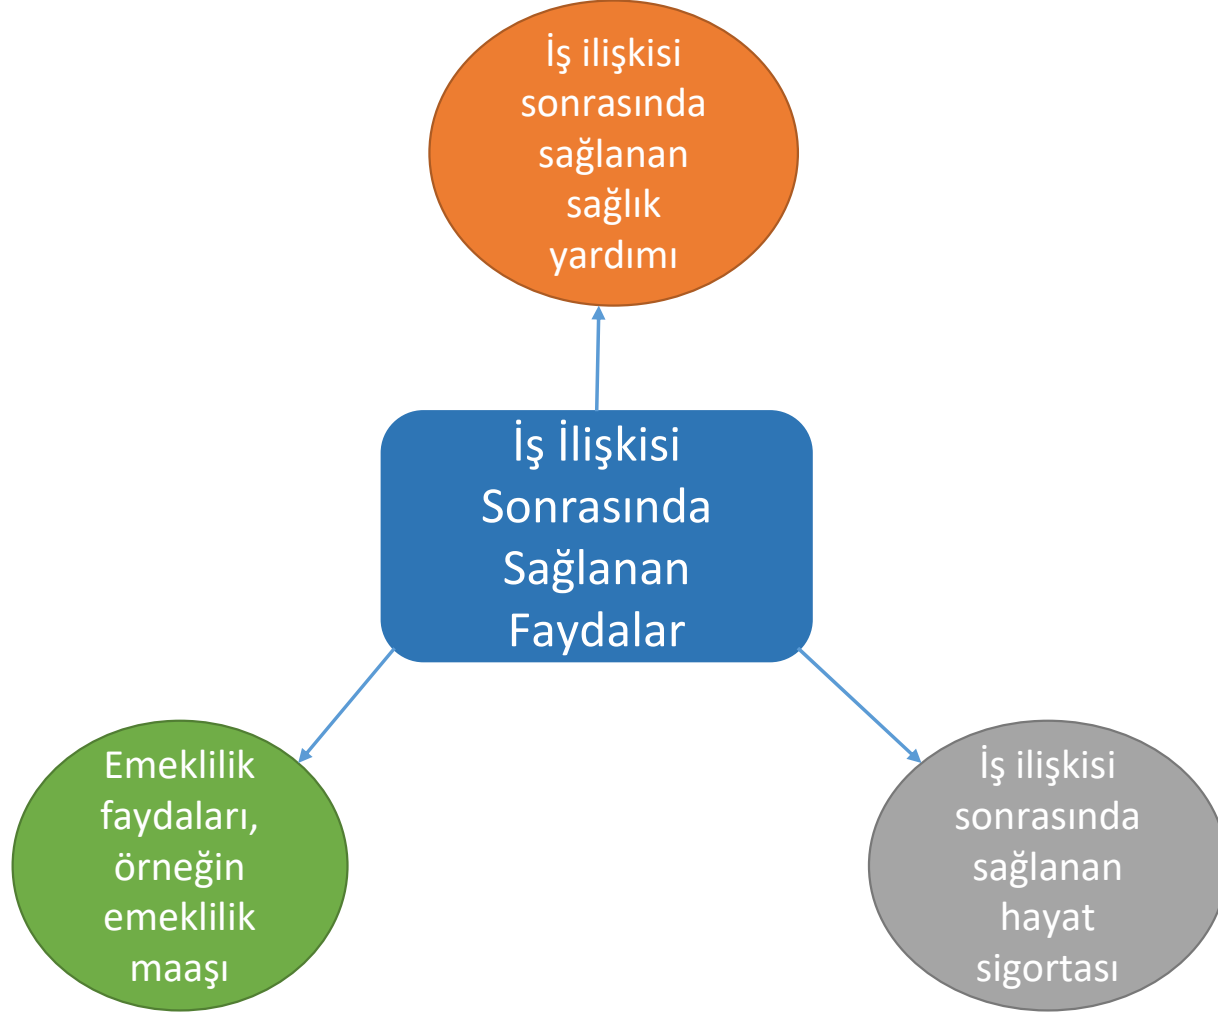 İş ilişkisi
sonrasında
sağlanan
sağlık
yardımı
İş İlişkisi
Sonrasında
Sağlanan
Faydalar
Emeklilik
faydaları,
örneğin
emeklilik
maaşı
İş ilişkisi
sonrasında
sağlanan
hayat
sigortası